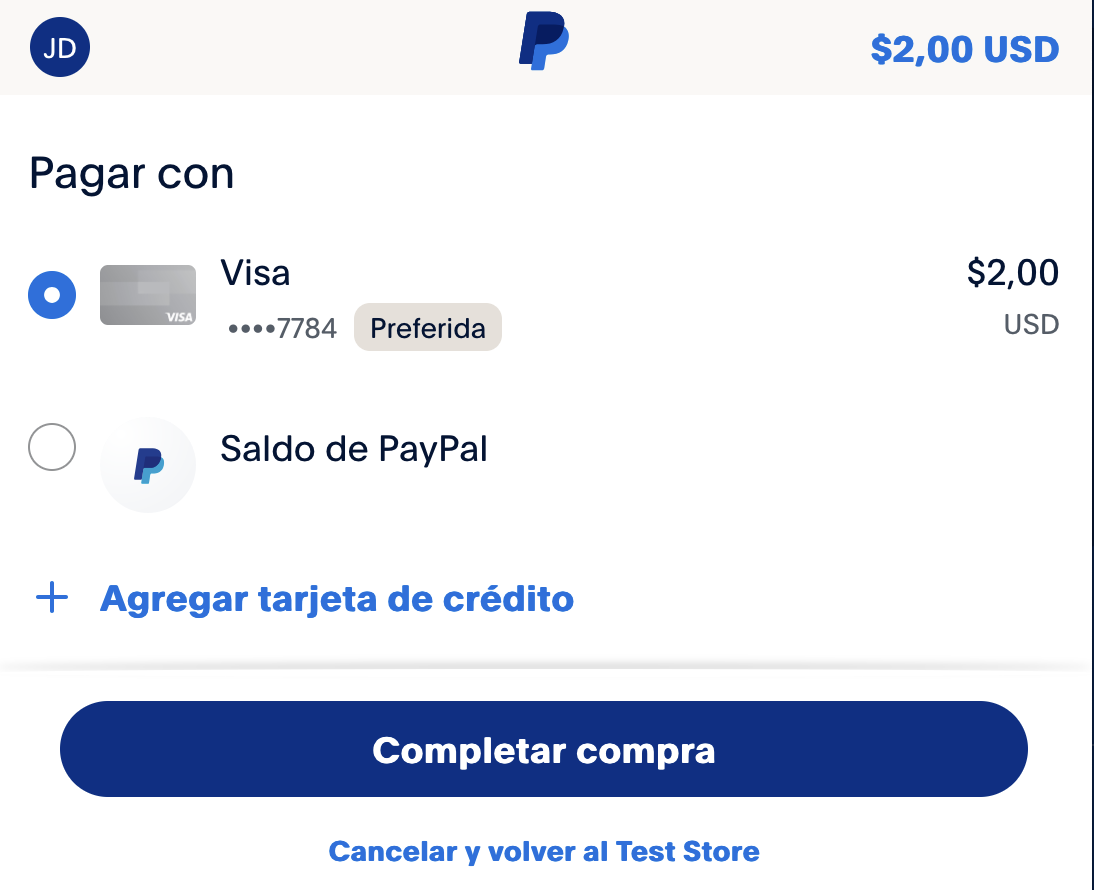 JD
$2,00 USD
Pagar con
Visa
$2,00
VISA
••••7784
Preferida
USD
Saldo de PayPal
+ Agregar tarjeta de crédito
Completar compra
Cancelar y volver al Test Store